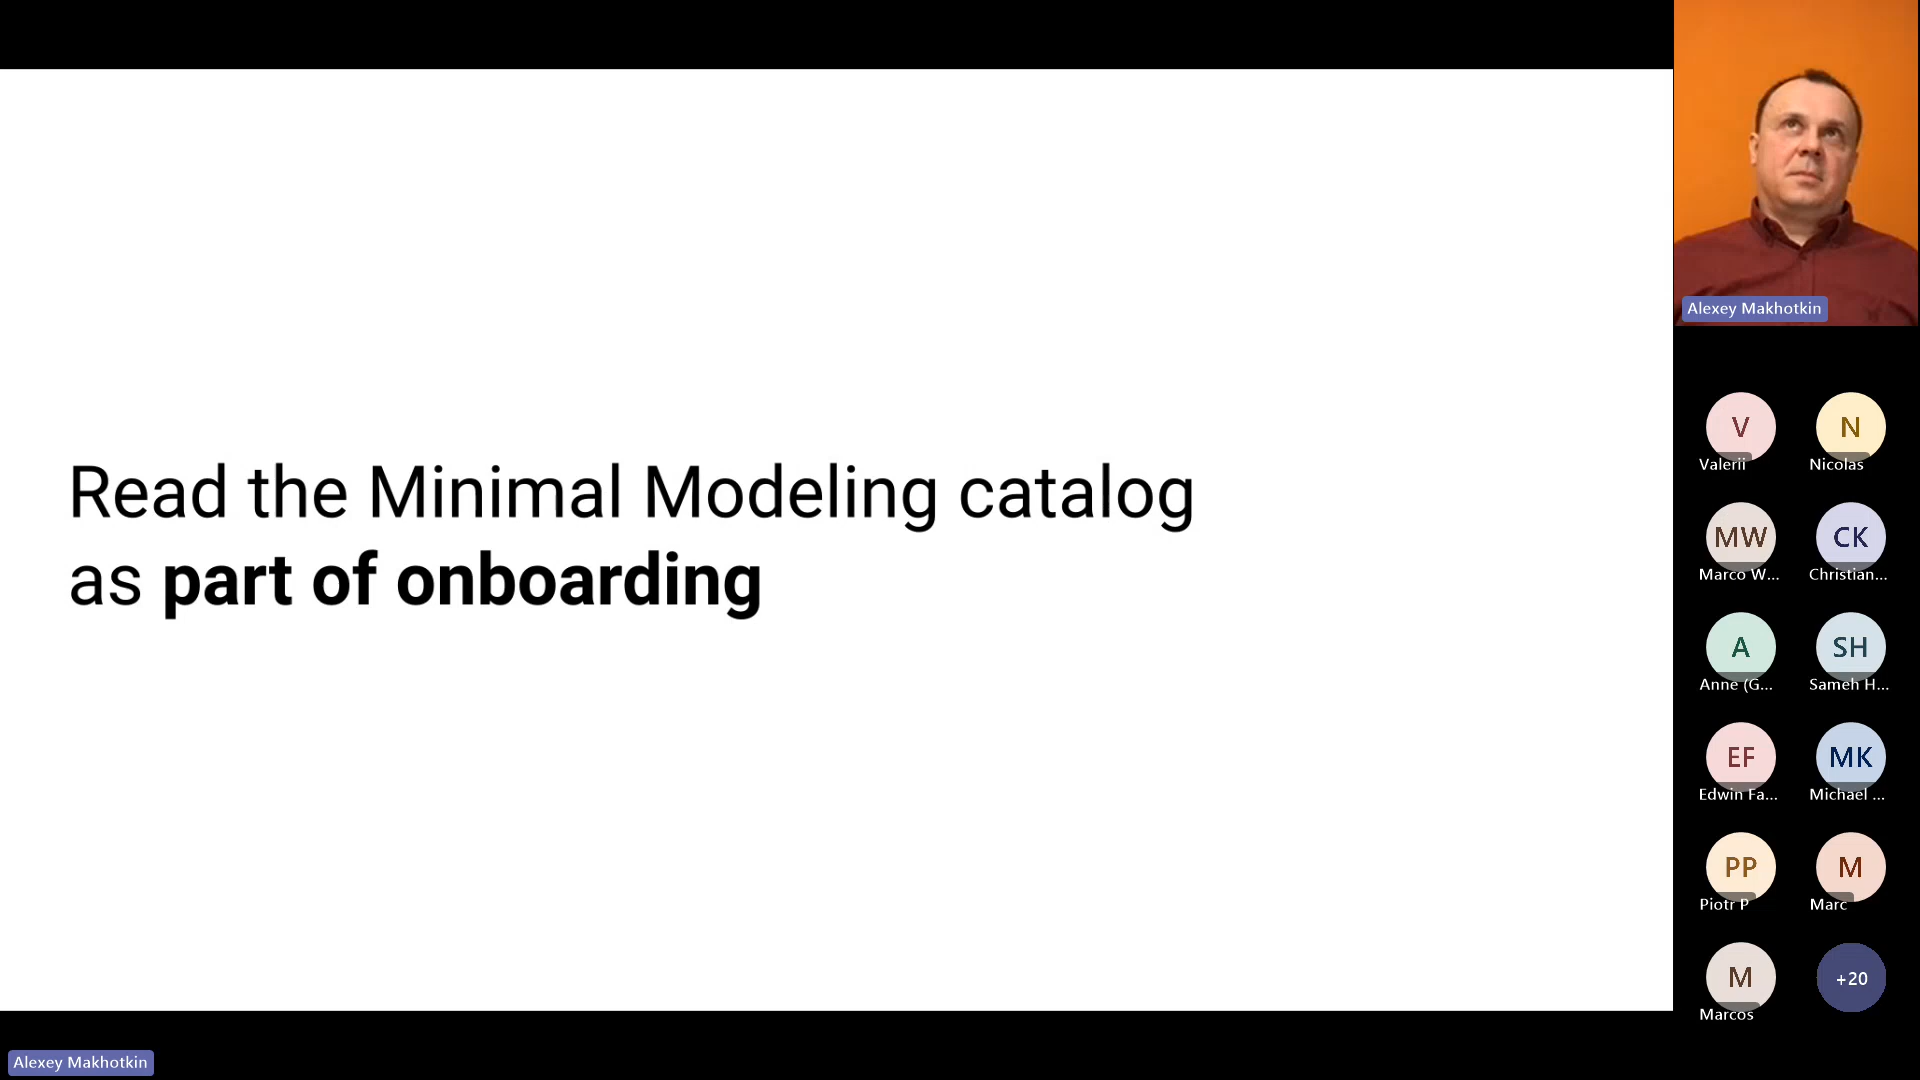 Read the Minimal Modeling catalog
as part of onboarding
Alexey Makhotkin
V
Valerii
N
Nicolas
MW
Marco W...
CK
Christian...
A
Anne (G...
SH
Sameh H...
EF
Edwin Fa...
MK
Michael ...
PP
Piotr P
M
Marc
M
Marcos
+20
Alexey Makhotkin